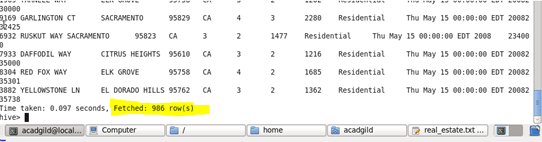 30000
9169 GARLINGTON CT SACRAMENTO 95829 CA 4 3 2280 Residential Thu May 15 00:00:00 EDT 20082
32425
6932 RUSKUT WAY SACRAMENTO 95823 CA 3 2 1477 Residential Thu May 15 00:00:00 EDT 2008 23400
0
7933 DAFFODIL WAY CITRUS HEIGHTS 95610 CA 3 2 1216 Residential Thu May 15 00:00:00 EDT 20082
35000
8304 RED FOX WAY ELK GROVE 95758 CA 4 2 1685 Residential Thu May 15 00:00:00 EDT 20082
35301
3882 YELLOWSTONE LN EL DORADO HILLS 95762 CA 3 2 1362 Residential Thu May 15 00:00:00 EDT 20082
35738
Time taken: 0.097 seconds, Fetched: 986 row(s)
hive>
acadgild@local... Computer / home acadgild real_estate.txt ...